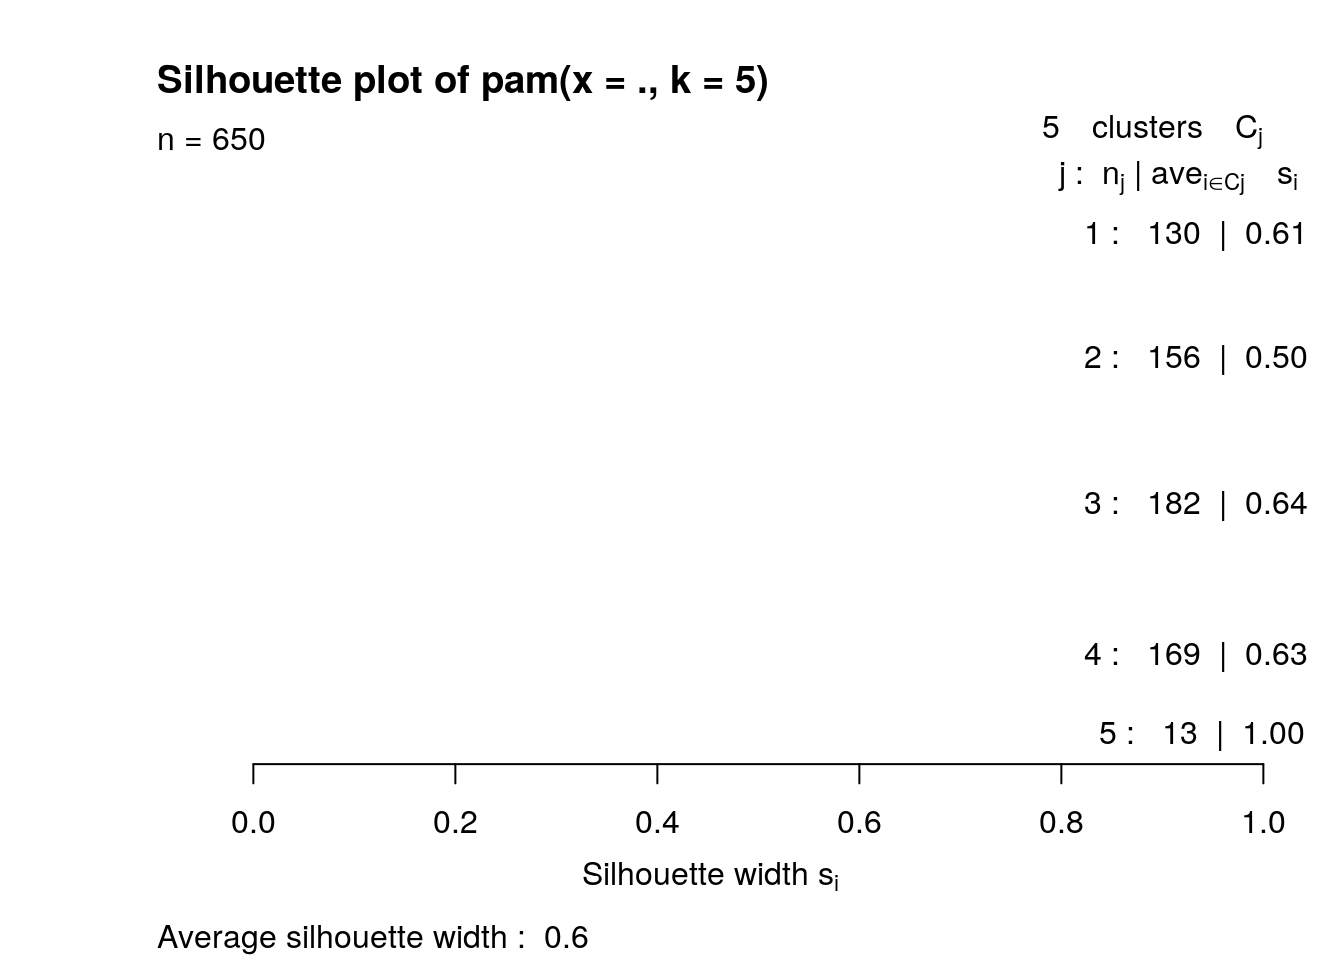 Silhouette plot of pam(x = ., k = 5)
n = 650
5 clusters Cj
j : nj | avei∈Cj si
1 : 130 | 0.61
2 : 156 | 0.50
3 : 182 | 0.64
4 : 169 | 0.63
5 : 13 | 1.00
0.0 0.2 0.4 0.6 0.8 1.0
Silhouette width si
Average silhouette width : 0.6